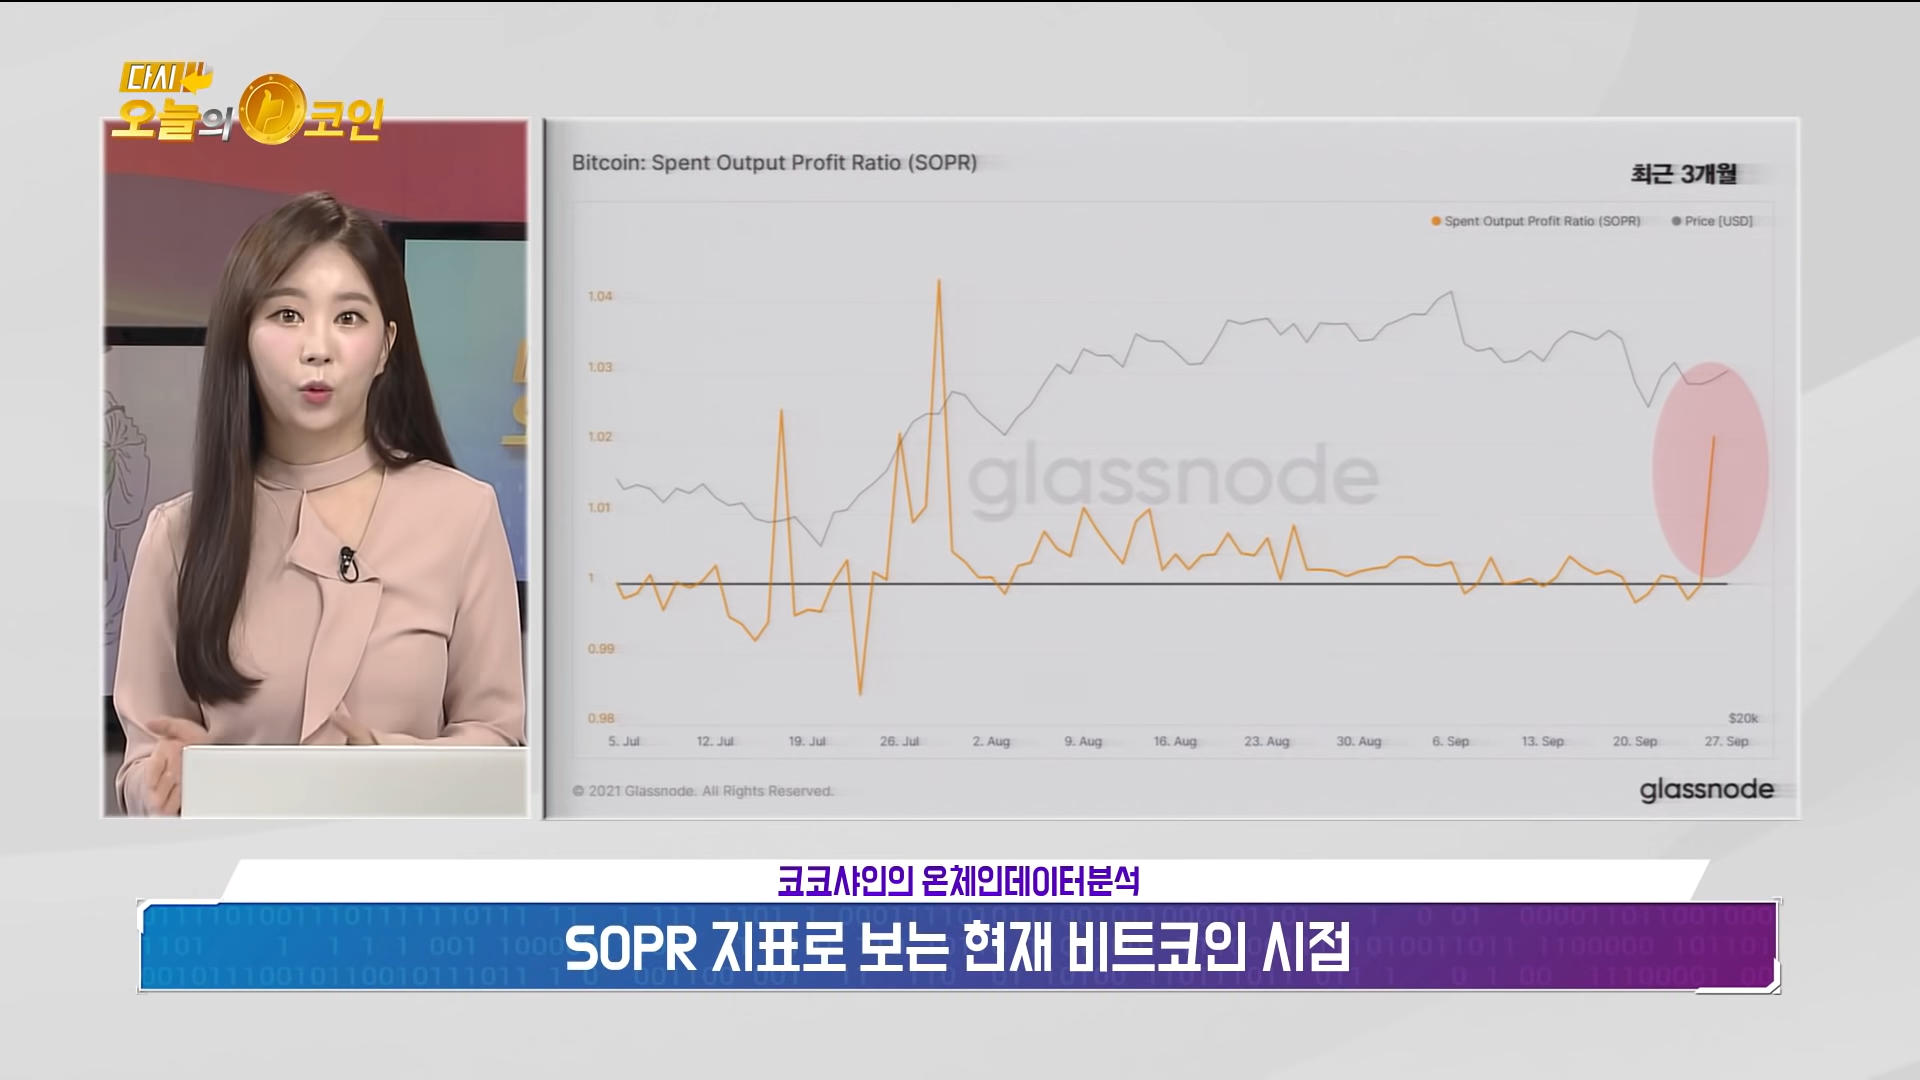 다시
오늘의 코인
Bitcoin: Spent Output Profit Ratio (SOPR)
최근 3개월
Spent Output Profit Ratio (SOPR) Price [USD]
1.04
1.03
1.02
1.01
1
0.99
0.98
$20k
5. Jul 12. Jul 19. Jul 26. Jul 2. Aug 9. Aug 16. Aug 23. Aug 30. Aug 6. Sep 13. Sep 20. Sep 27. Sep
glassnode
© 2021 Glassnode. All Rights Reserved.
glassnode
코코샤인의 온체인데이터분석
SOPR 지표로 보는 현재 비트코인 시점